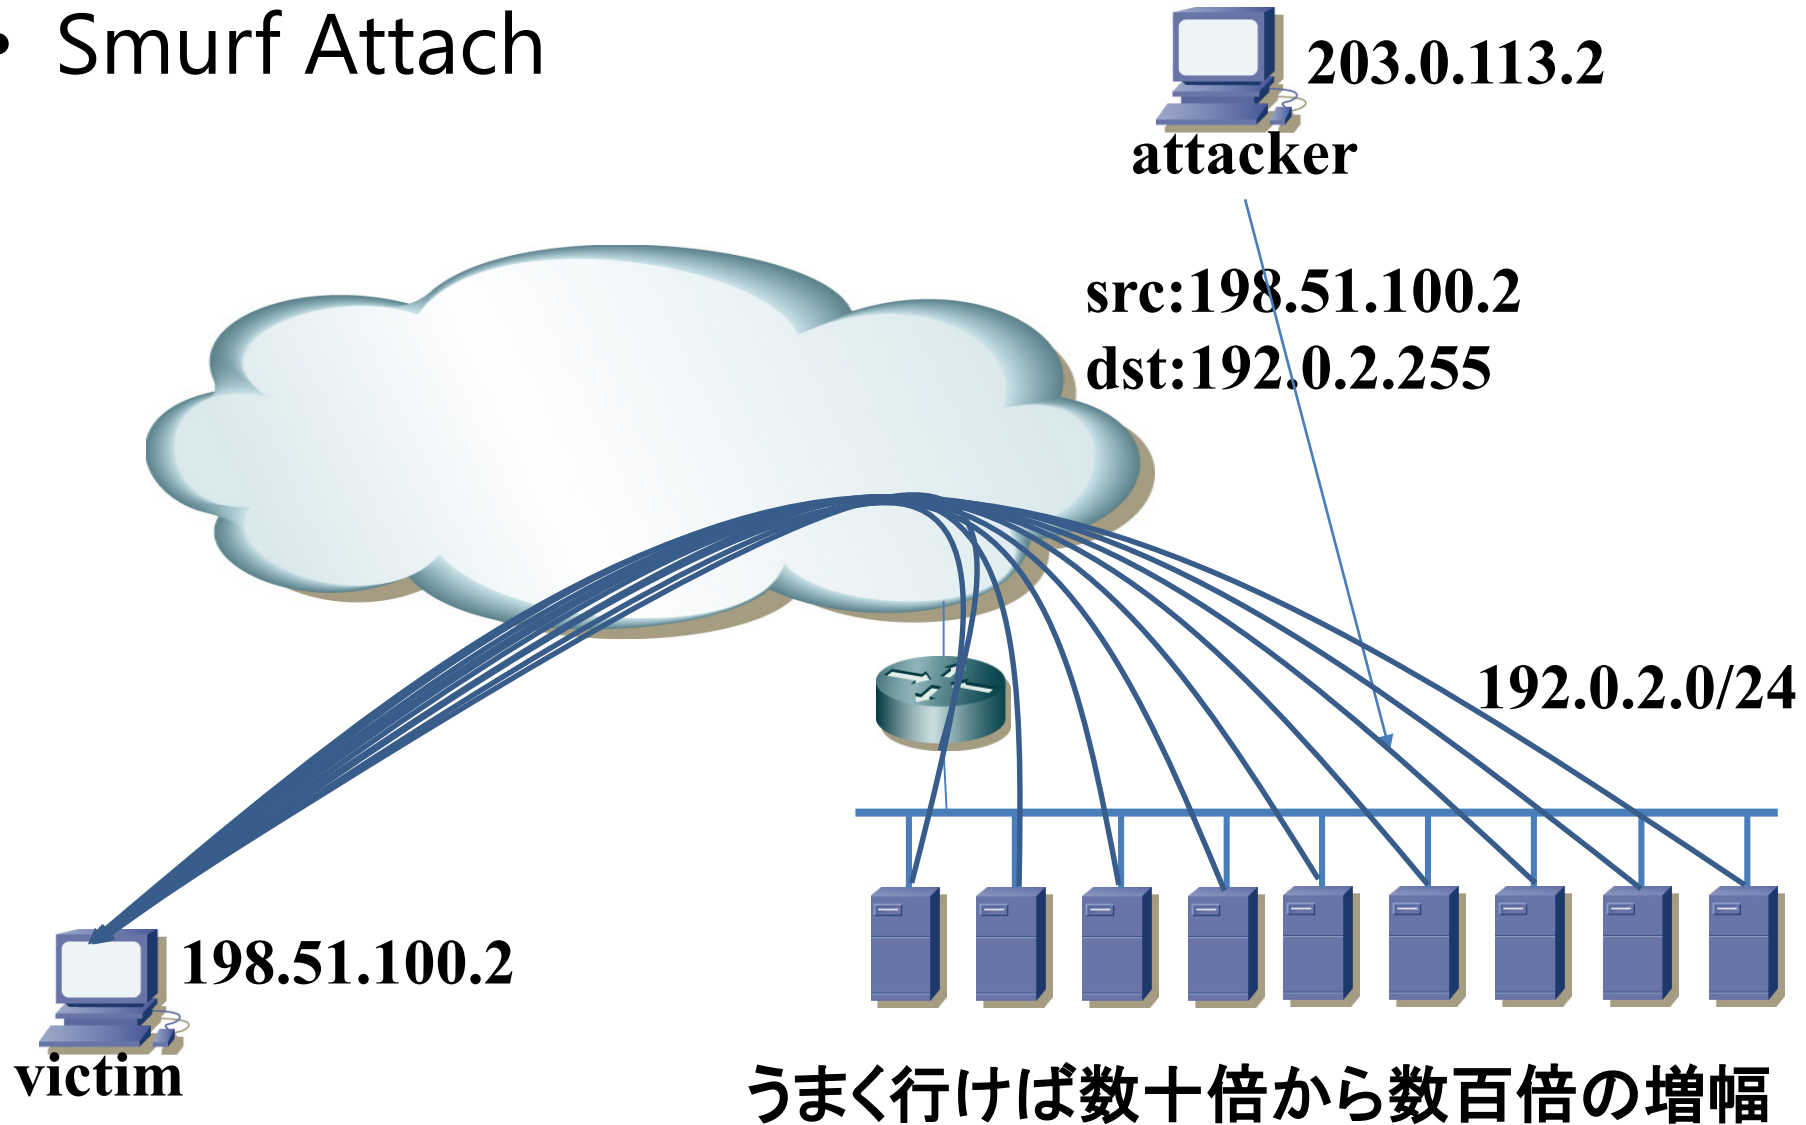 • Smurf Attach
203.0.113.2
attacker
src:198.51.100.2
dst:192.0.2.255
192.0.2.0/24
198.51.100.2
victim
うまく行けば数十倍から数百倍の増幅